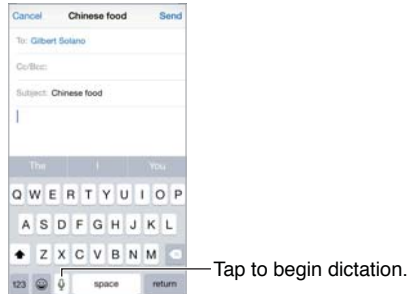 Cancel Chinese food Send
To: Gilbert Solano
Cc/Bcc:
Subject: Chinese food
The I You
Q W E R T Y U I O P
A S D F G H J K L
Z X C V B N M
123 space return
Tap to begin dictation.